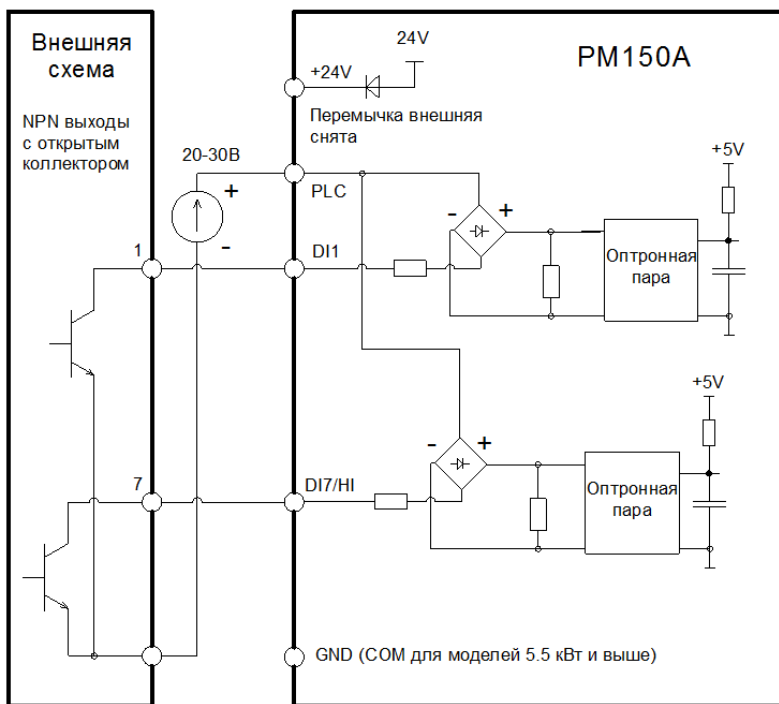 Внешняя
схема
NPN выходы
с открытым
коллектором
20-30В
+
-
1
7
PM150A
24V
+24V
Перемычка внешняя
снята
PLC
DI1
-
+
+5V
Оптронная
пара
+5V
-
+
DI7/HI
Оптронная
пара
GND (COM для моделей 5.5 кВт и выше)